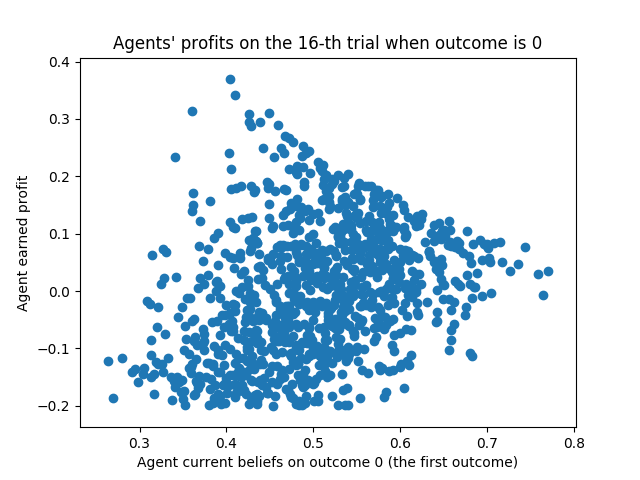 Agents' profits on the 16-th trial when outcome is 0
0.4
0.3
0.2
0.1
0.0
−0.1
−0.2
Agent earned profit
0.3 0.4 0.5 0.6 0.7 0.8
Agent current beliefs on outcome 0 (the first outcome)